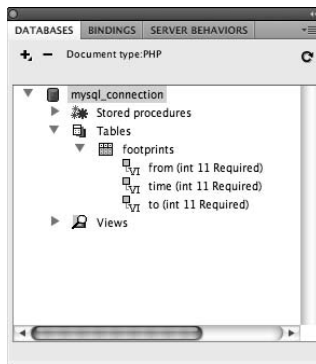 DATABASES BINDINGS SERVER BEHAVIORS
Document type:PHP
mysql_connection
Stored procedures
Tables
footprints
from (int 11 Required)
time (int 11 Required)
to (int 11 Required)
Views